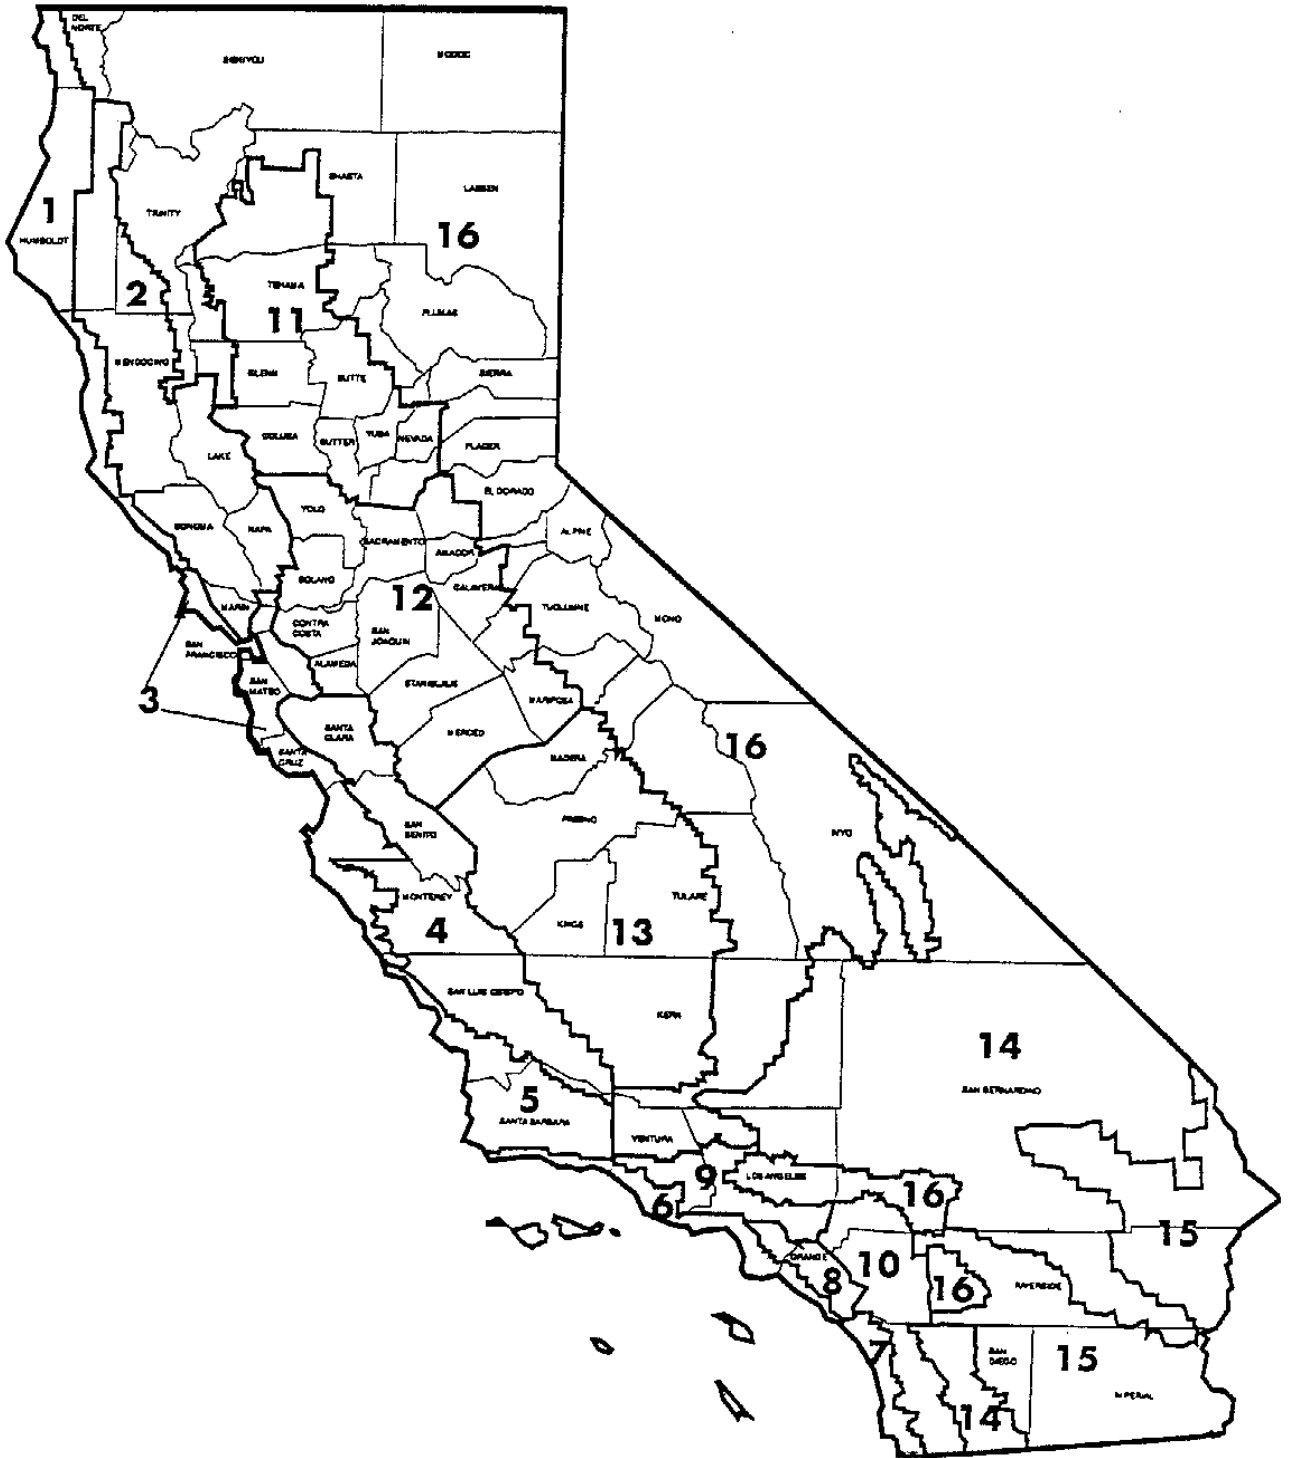 DEL
NORTE
SISKIYOU
MODOC
SHASTA
LASSEN
TRINITY
1
HUMBOLDT
16
2
TEHAMA
11
PLUMAS
MENDOCINO
GLENN
BUTTE
SIERRA
COLUSA
SUTTER
YUBA
NEVADA
PLACER
LAKE
EL DORADO
YOLO
SONOMA
NAPA
SACRAMENTO
ALPINE
AMADOR
SOLANO
CALAVERAS
12
MARIN
TUOLUMNE
MONO
CONTRA
COSTA
SAN
JOAQUIN
SAN
FRANCISCO
ALAMEDA
3
SAN
MATEO
STANISLAUS
MARIPOSA
SANTA
CLARA
MERCED
16
SANTA
CRUZ
MADERA
FRESNO
SAN
BENITO
INYO
MONTEREY
TULARE
4
KINGS
13
SAN LUIS OBISPO
KERN
14
SAN BERNARDINO
5
SANTA BARBARA
VENTURA
9
LOS ANGELES
16
6
15
ORANGE
10
8
16
RIVERSIDE
7
SAN
DIEGO
15
IMPERIAL
14